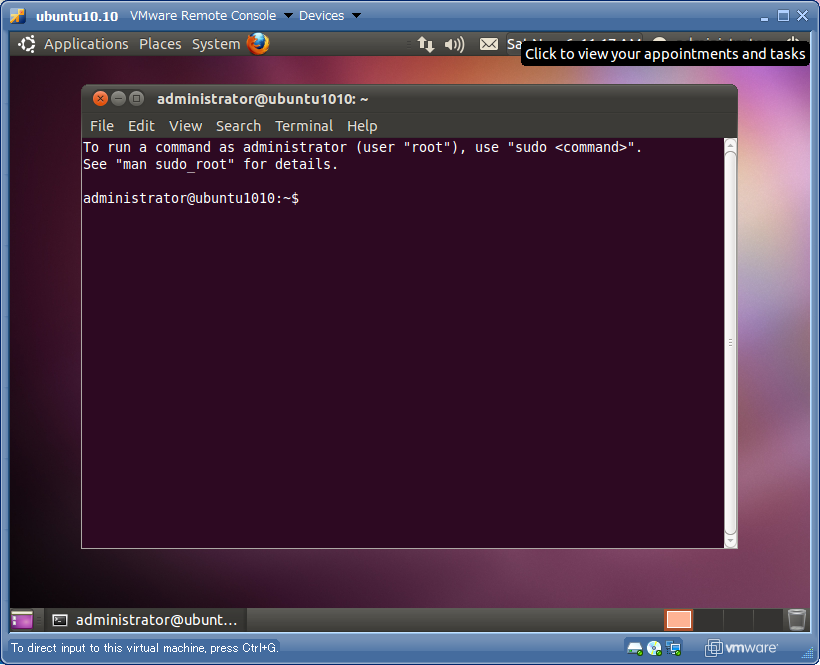 ubuntu10.10 VMware Remote Console Devices
Applications Places System
Click to view your appointments and tasks
administrator@ubuntu1010: ~
File Edit View Search Terminal Help
To run a command as administrator (user "root"), use "sudo <command>".
See "man sudo_root" for details.
administrator@ubuntu1010:~$
administrator@ubunt...
To direct input to this virtual machine, press Ctrl+G.
vmware